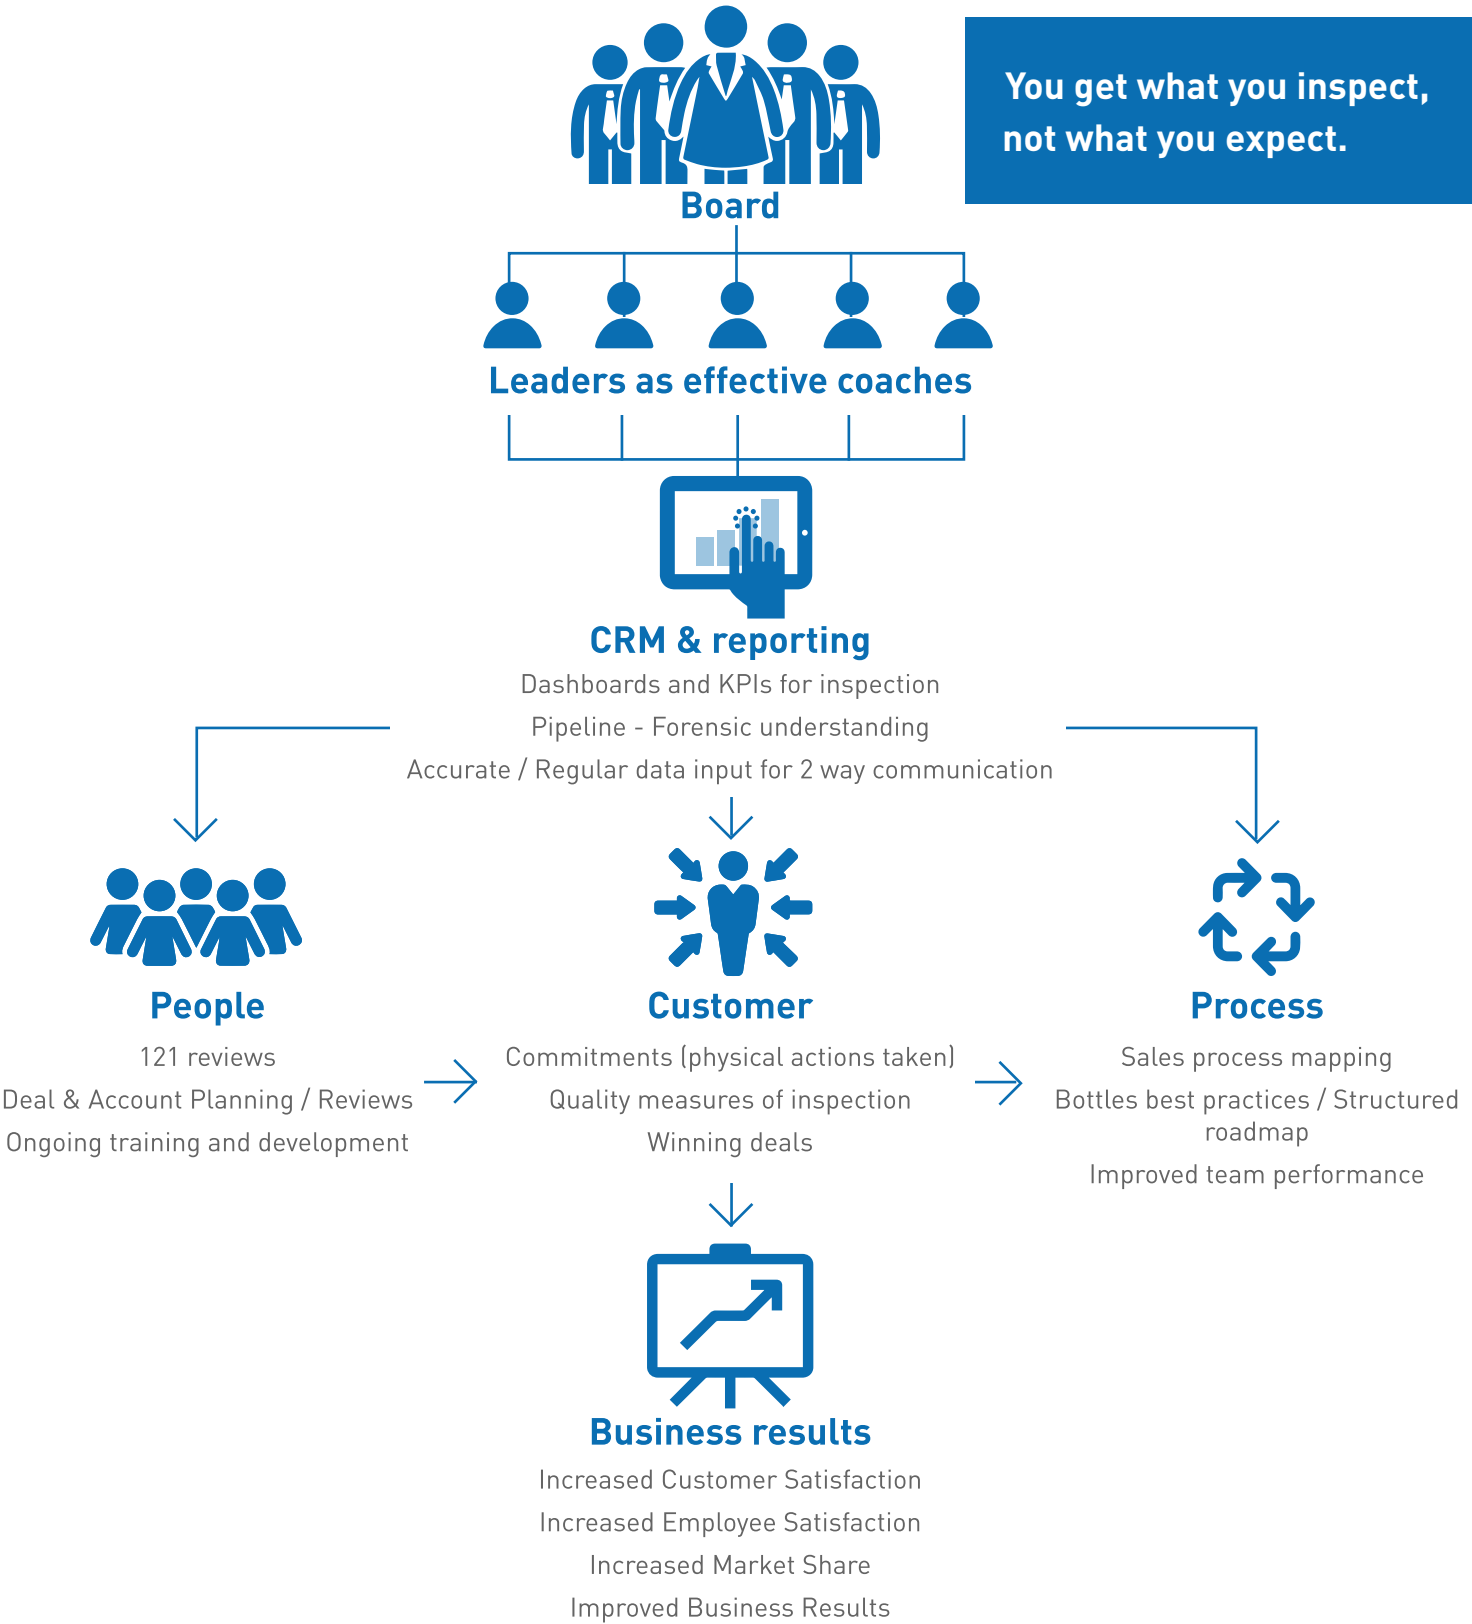 You get what you inspect,
not what you expect.
Board
Leaders as effective coaches
CRM & reporting
Dashboards and KPIs for inspection
Pipeline - Forensic understanding
Accurate / Regular data input for 2 way communication
People
121 reviews
Deal & Account Planning / Reviews
Ongoing training and development
Customer
Commitments (physical actions taken)
Quality measures of inspection
Winning deals
Process
Sales process mapping
Bottles best practices / Structured
roadmap
Improved team performance
Business results
Increased Customer Satisfaction
Increased Employee Satisfaction
Increased Market Share
Improved Business Results